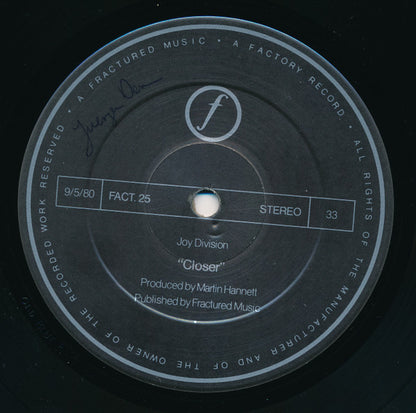 A FRACTURED MUSIC · A FACTORY RECORD · ALL RIGHTS OF THE MANUFACTURER AND OF THE OWNER OF THE RECORDED WORK RESERVED ·
f
9/5/80 FACT. 25 STEREO 33
Joy Division
"Closer"
Produced by Martin Hannett
Published by Fractured Music